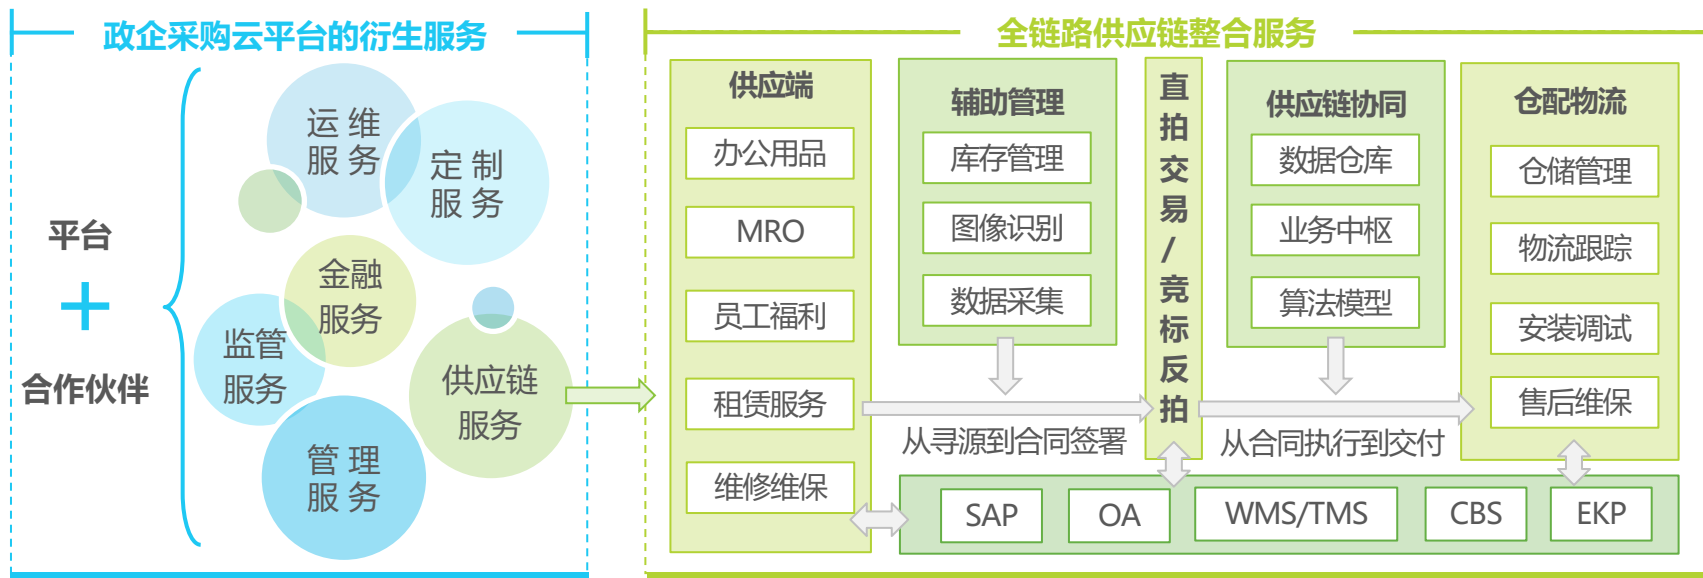 政企采购云平台的衍生服务
平台
+
合作伙伴
运 维
服 务
定 制
服 务
金融
服务
监管
服务
供应链
服务
管 理
服 务
全链路供应链整合服务
供应端
办公用品
MRO
员工福利
租赁服务
维修维保
辅助管理
库存管理
图像识别
数据采集
从寻源到合同签署
直
拍
交
易
/
竞
标
反
拍
供应链协同
数据仓库
业务中枢
算法模型
从合同执行到交付
仓配物流
仓储管理
物流跟踪
安装调试
售后维保
SAP
OA
WMS/TMS
CBS
EKP